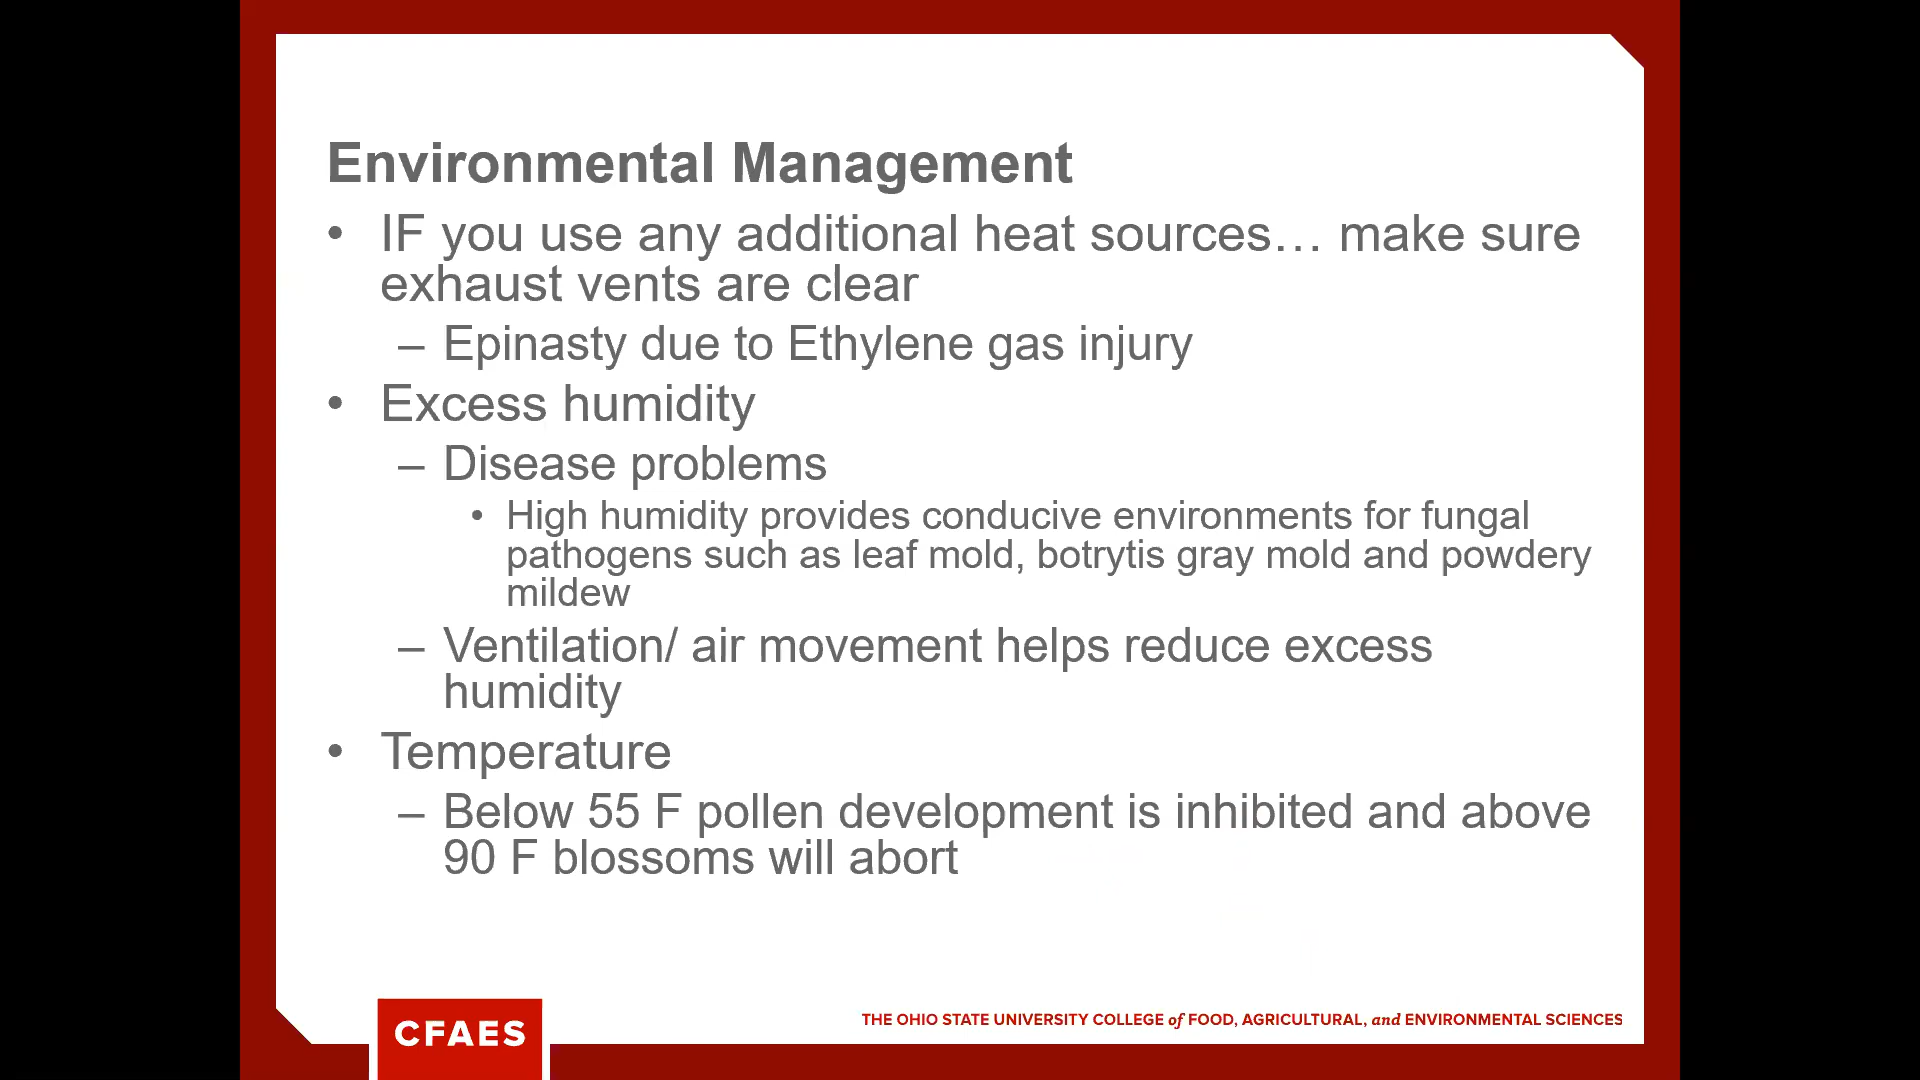 Environmental Management
• IF you use any additional heat sources… make sure
exhaust vents are clear
– Epinasty due to Ethylene gas injury
• Excess humidity
– Disease problems
• High humidity provides conducive environments for fungal
pathogens such as leaf mold, botrytis gray mold and powdery
mildew
– Ventilation/ air movement helps reduce excess
humidity
• Temperature
– Below 55 F pollen development is inhibited and above
90 F blossoms will abort
CFAES
THE OHIO STATE UNIVERSITY COLLEGE of FOOD, AGRICULTURAL, and ENVIRONMENTAL SCIENCES